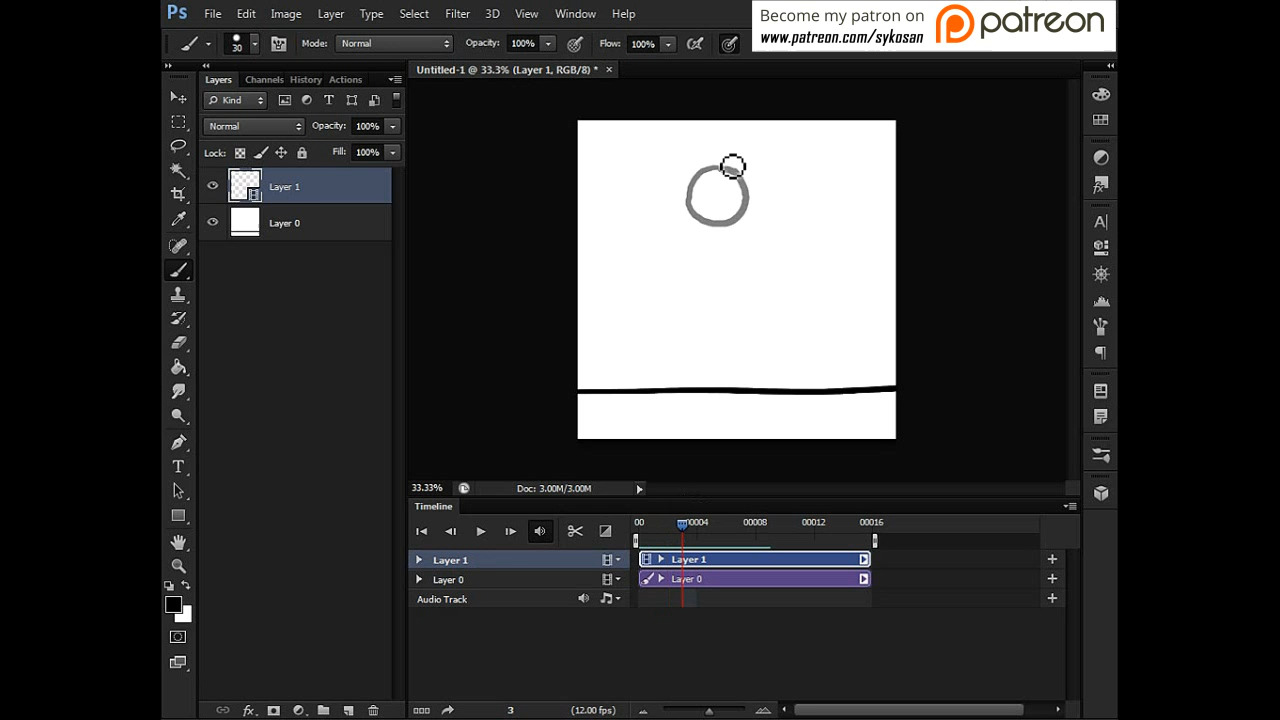 Ps File Edit Image Layer Type Select Filter 3D View Window Help
Become my patron on patreon
www.patreon.com/sykosan
30 Mode: Normal Opacity: 100% Flow: 100%
Layers Channels History Actions
Untitled-1 @ 33.3% (Layer 1, RGB/8) * ×
Kind
Normal Opacity: 100%
Lock: Fill: 100%
Layer 1
Layer 0
33.33% Doc: 3.00M/3.00M
Timeline
00 00004 00008 00012 00016
Layer 1 Layer 1
Layer 0 Layer 0
Audio Track
3 (12.00 fps)